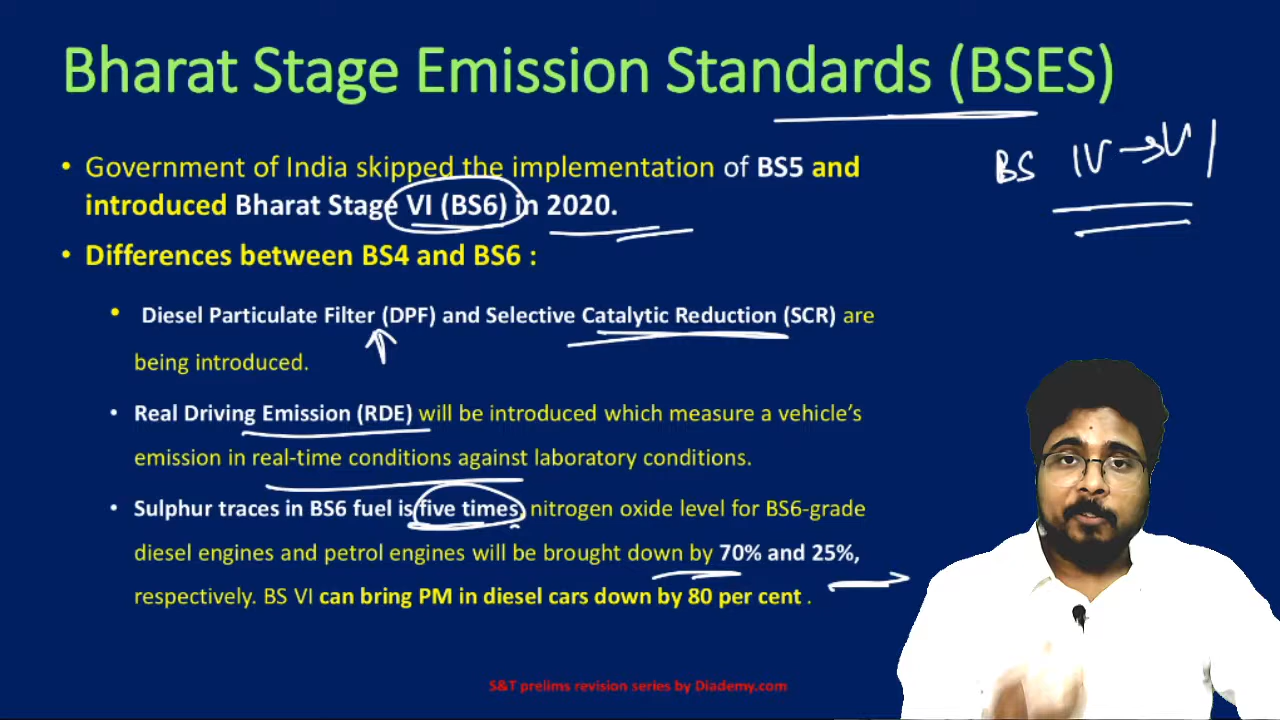 Bharat Stage Emission Standards (BSES)
BS IV → VI
• Government of India skipped the implementation of BS5 and
introduced Bharat Stage VI (BS6) in 2020.
• Differences between BS4 and BS6 :
• Diesel Particulate Filter (DPF) and Selective Catalytic Reduction (SCR) are
being introduced.
• Real Driving Emission (RDE) will be introduced which measure a vehicle's
emission in real-time conditions against laboratory conditions.
• Sulphur traces in BS6 fuel is five times, nitrogen oxide level for BS6-grade
diesel engines and petrol engines will be brought down by 70% and 25%,
respectively. BS VI can bring PM in diesel cars down by 80 per cent .
S&T prelims revision series by Diademy.com